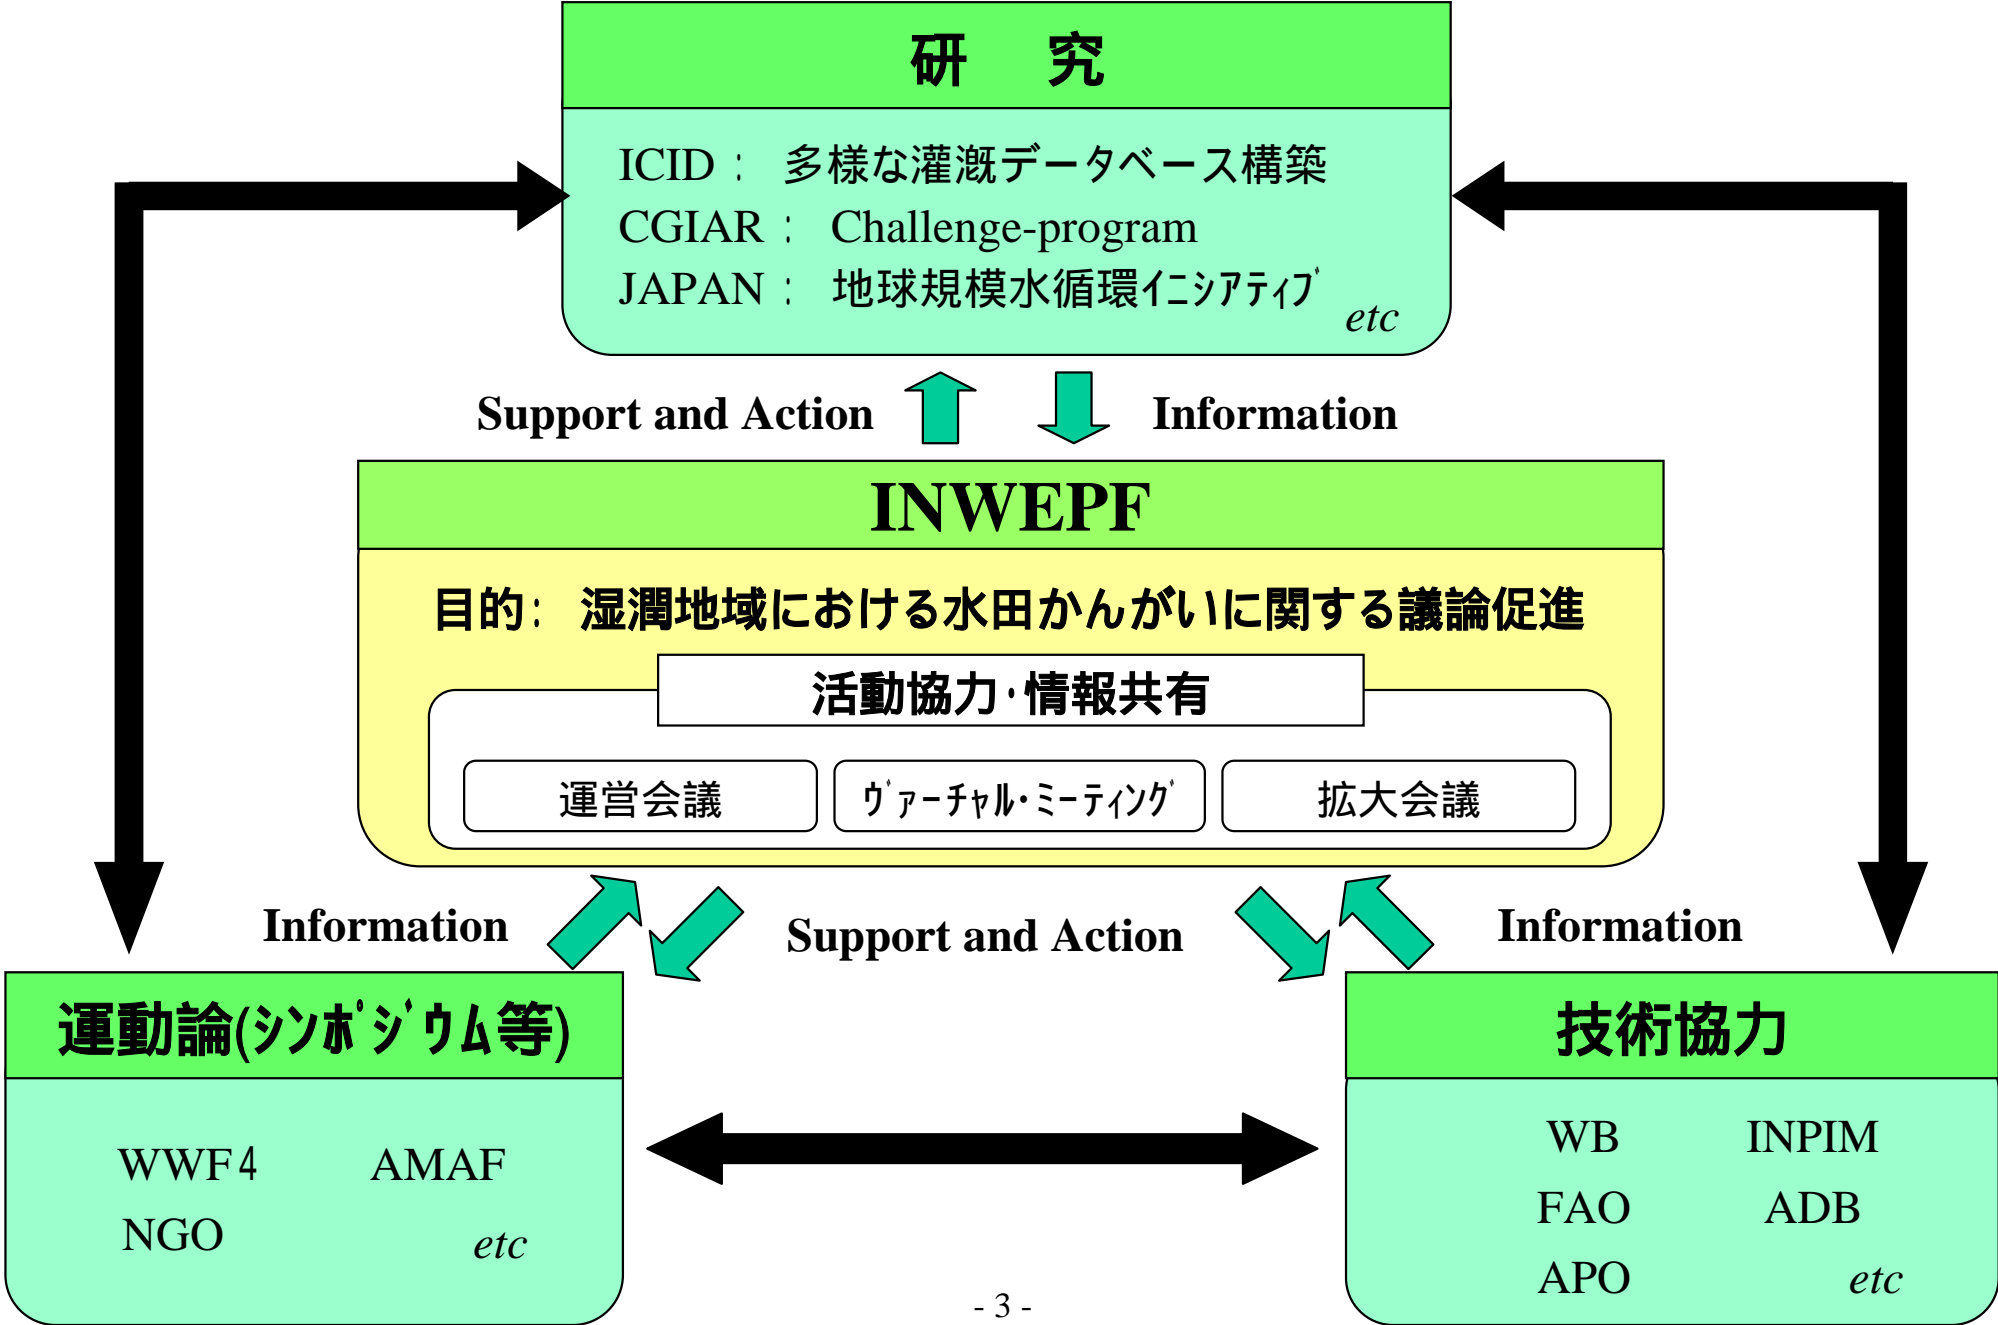 研　究
ICID： 多様な灌漑データベース構築
CGIAR： Challenge-program
JAPAN： 地球規模水循環ｲﾆｼｱﾃｨﾌﾞ
etc
Support and Action
Information
INWEPF
目的： 湿潤地域における水田かんがいに関する議論促進
活動協力・情報共有
運営会議 ｳﾞｧｰﾁｬﾙ･ﾐｰﾃｨﾝｸﾞ 拡大会議
Information
Support and Action
Information
運動論(ｼﾝﾎﾟｼﾞｳﾑ等)
WWF４ AMAF
NGO etc
技術協力
WB INPIM
FAO ADB
APO etc
- 3 -